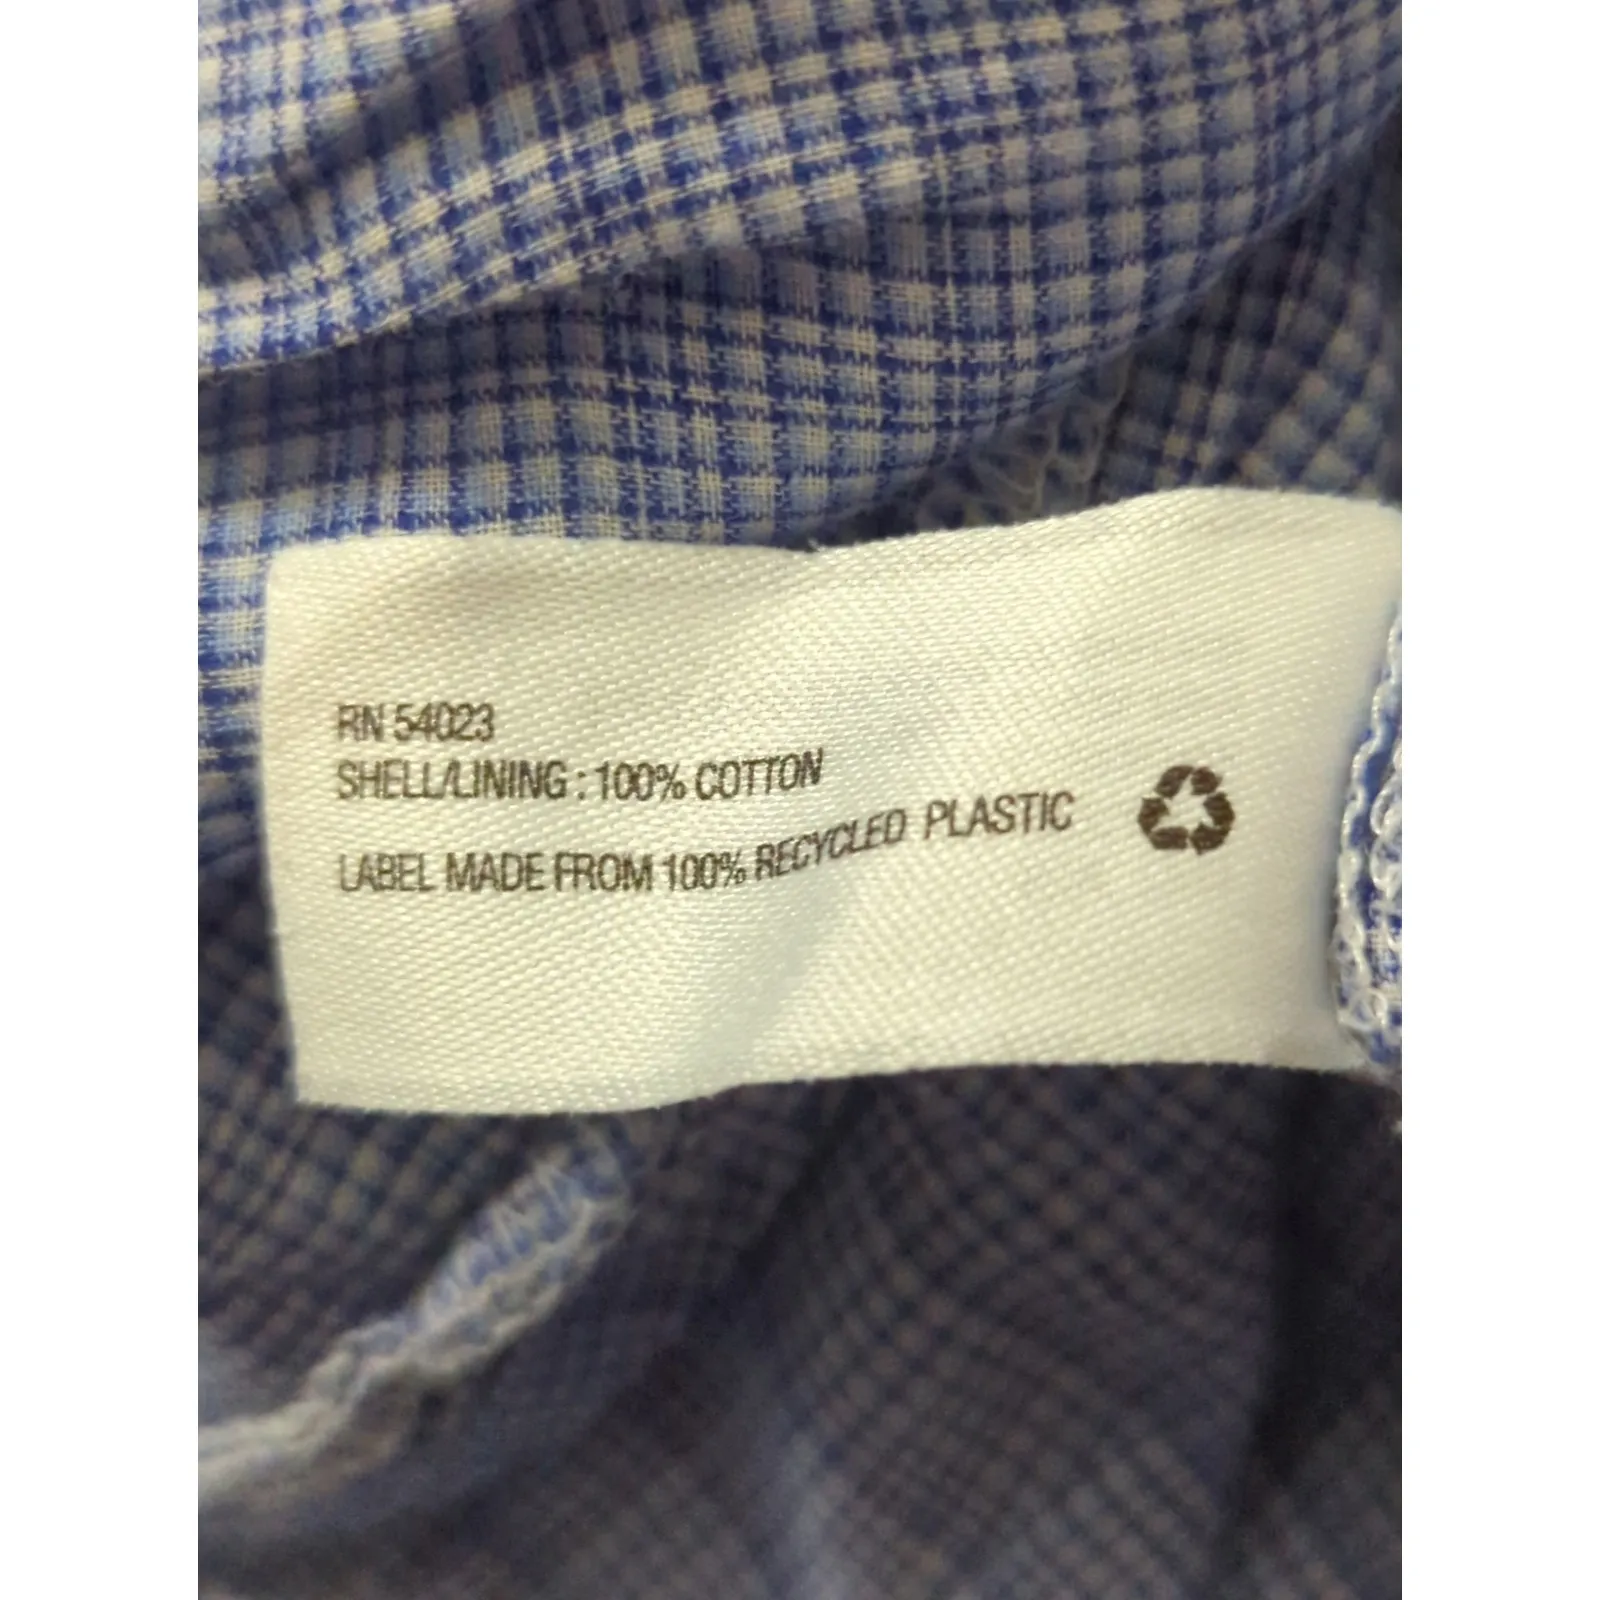 RN 54023
SHELL/LINING : 100% COTTON
LABEL MADE FROM 100% RECYCLED PLASTIC